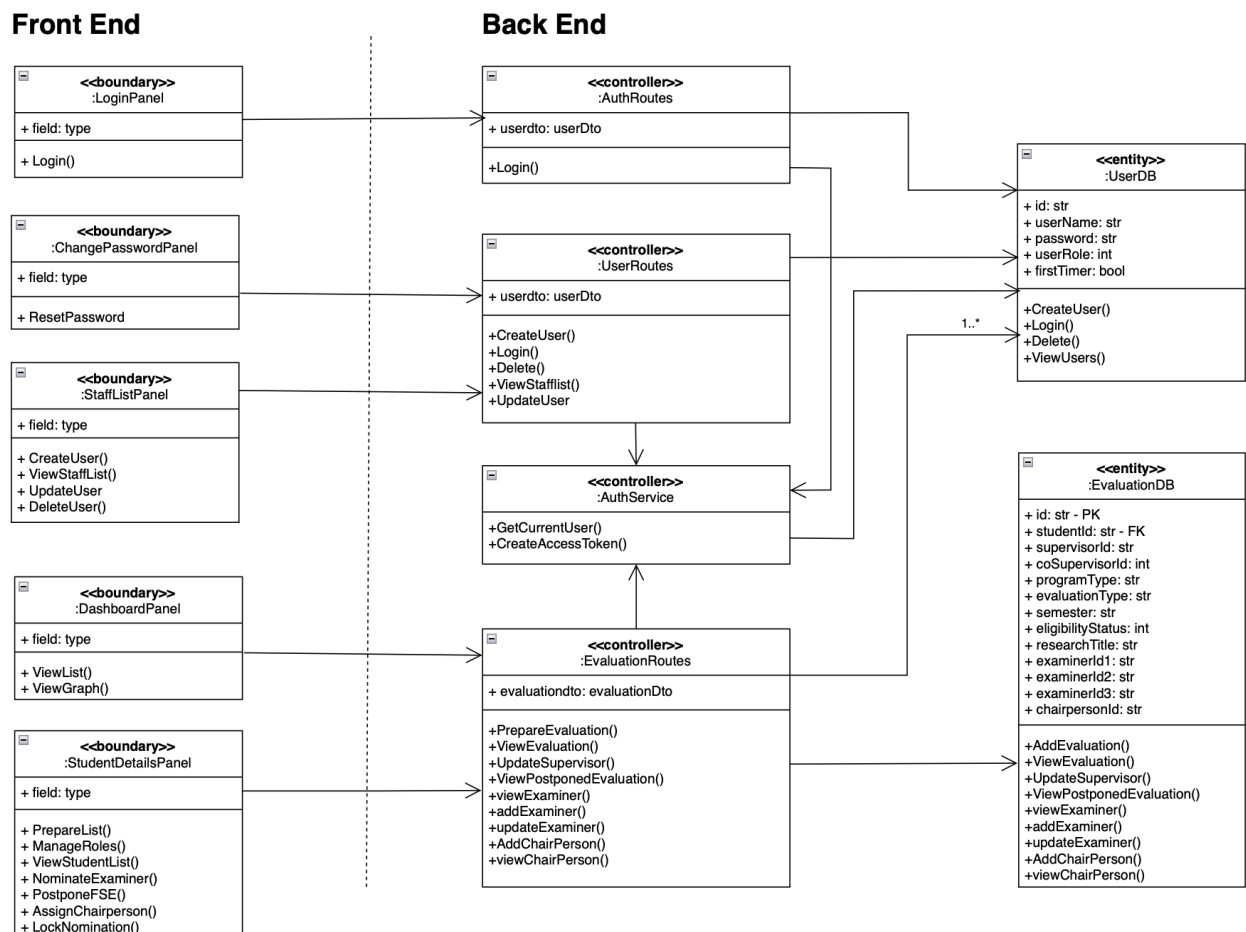 Front End
Back End
<<boundary>>
:LoginPanel
+ field: type
+ Login()
<<boundary>>
:ChangePasswordPanel
+ field: type
+ ResetPassword
<<boundary>>
:StaffListPanel
+ field: type
+ CreateUser()
+ ViewStaffList()
+ UpdateUser
+ DeleteUser()
<<boundary>>
:DashboardPanel
+ field: type
+ ViewList()
+ ViewGraph()
<<boundary>>
:StudentDetailsPanel
+ field: type
+ PrepareList()
+ ManageRoles()
+ ViewStudentList()
+ NominateExaminer()
+ PostponeFSE()
+ AssignChairperson()
+ LockNomination()
<<controller>>
:AuthRoutes
+ userdto: userDto
+Login()
<<controller>>
:UserRoutes
+ userdto: userDto
+CreateUser()
+Login()
+Delete()
+ViewStafflist()
+UpdateUser
<<controller>>
:AuthService
+GetCurrentUser()
+CreateAccessToken()
<<controller>>
:EvaluationRoutes
+ evaluationdto: evaluationDto
+PrepareEvaluation()
+ViewEvaluation()
+UpdateSupervisor()
+ViewPostponedEvaluation()
+viewExaminer()
+addExaminer()
+updateExaminer()
+AddChairPerson()
+viewChairPerson()
1..*
<<entity>>
:UserDB
+ id: str
+ userName: str
+ password: str
+ userRole: int
+ firstTimer: bool
+CreateUser()
+Login()
+Delete()
+ViewUsers()
<<entity>>
:EvaluationDB
+ id: str - PK
+ studentId: str - FK
+ supervisorId: str
+ coSupervisorId: int
+ programType: str
+ evaluationType: str
+ semester: str
+ eligibilityStatus: int
+ researchTitle: str
+ examinerId1: str
+ examinerId2: str
+ examinerId3: str
+ chairpersonId: str
+AddEvaluation()
+ViewEvaluation()
+UpdateSupervisor()
+ViewPostponedEvaluation()
+viewExaminer()
+addExaminer()
+updateExaminer()
+AddChairPerson()
+viewChairPerson()